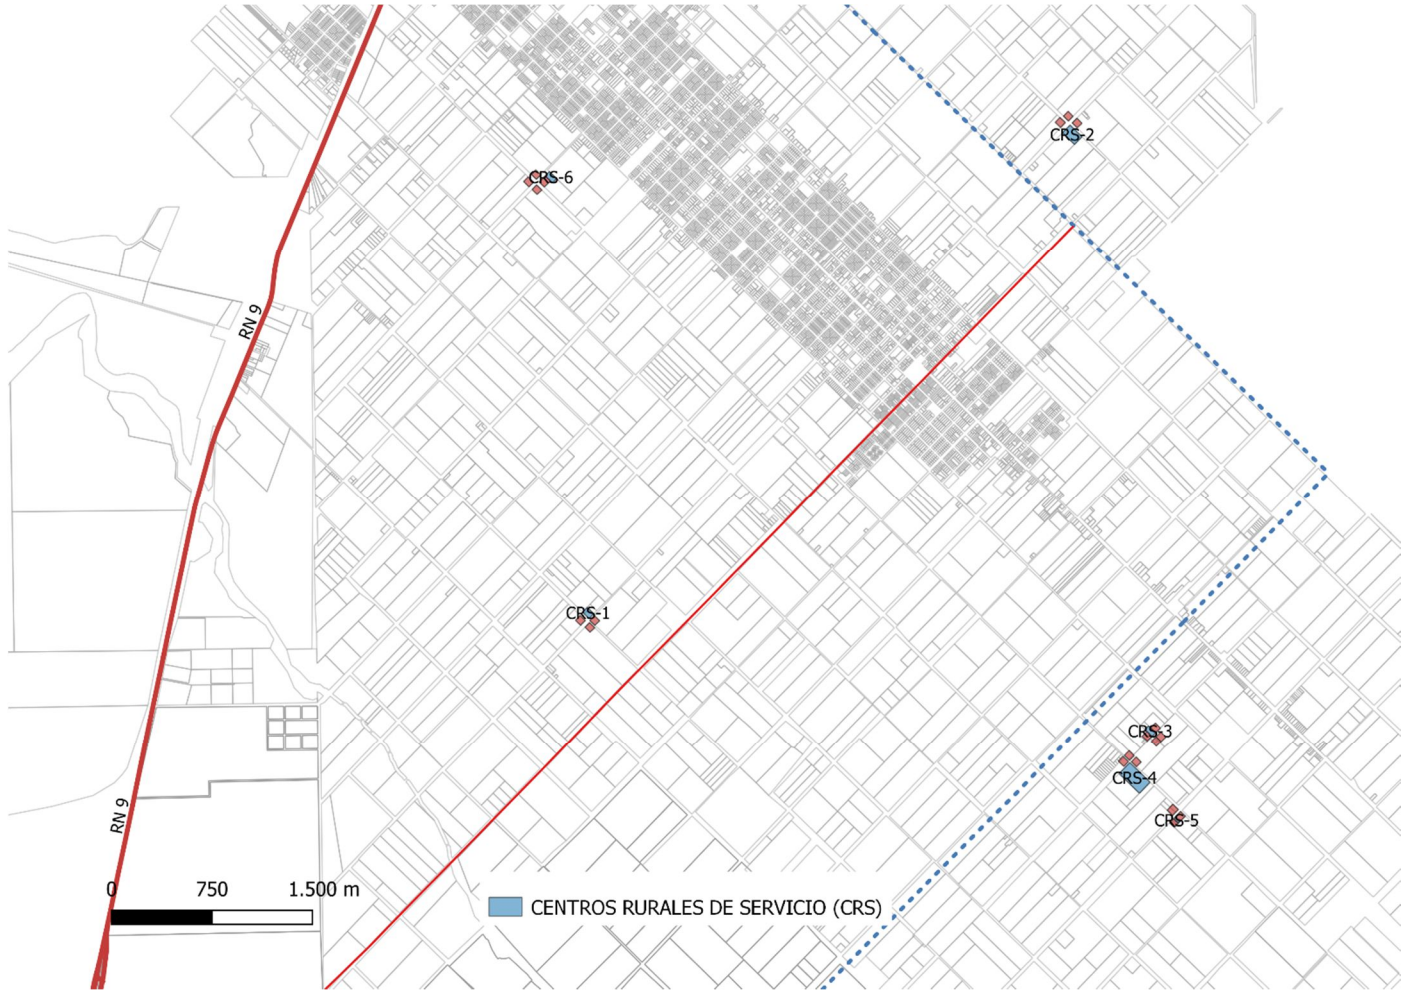 CRS-2
CRS-6
RN 9
CRS-1
CRS-3
CRS-4
CRS-5
RN 9
0 750 1.500 m
CENTROS RURALES DE SERVICIO (CRS)